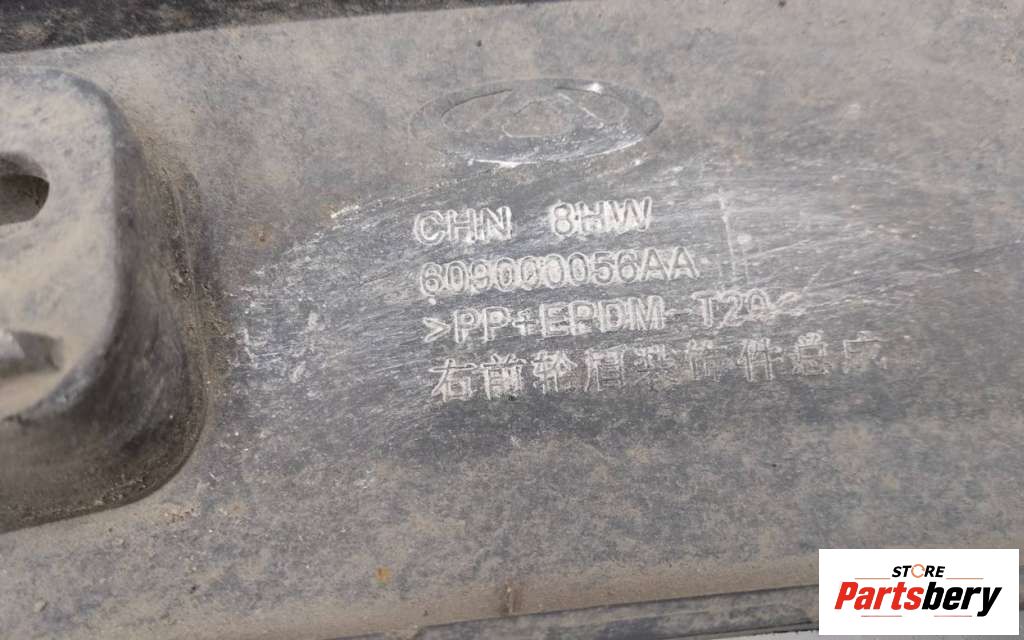 CHN 8HW
609000056AA
>PP+EPDM-T20<
右前轮眉装饰件总成
STORE
Partsbery